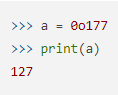 >>> a = 0o177
>>> print(a)
127